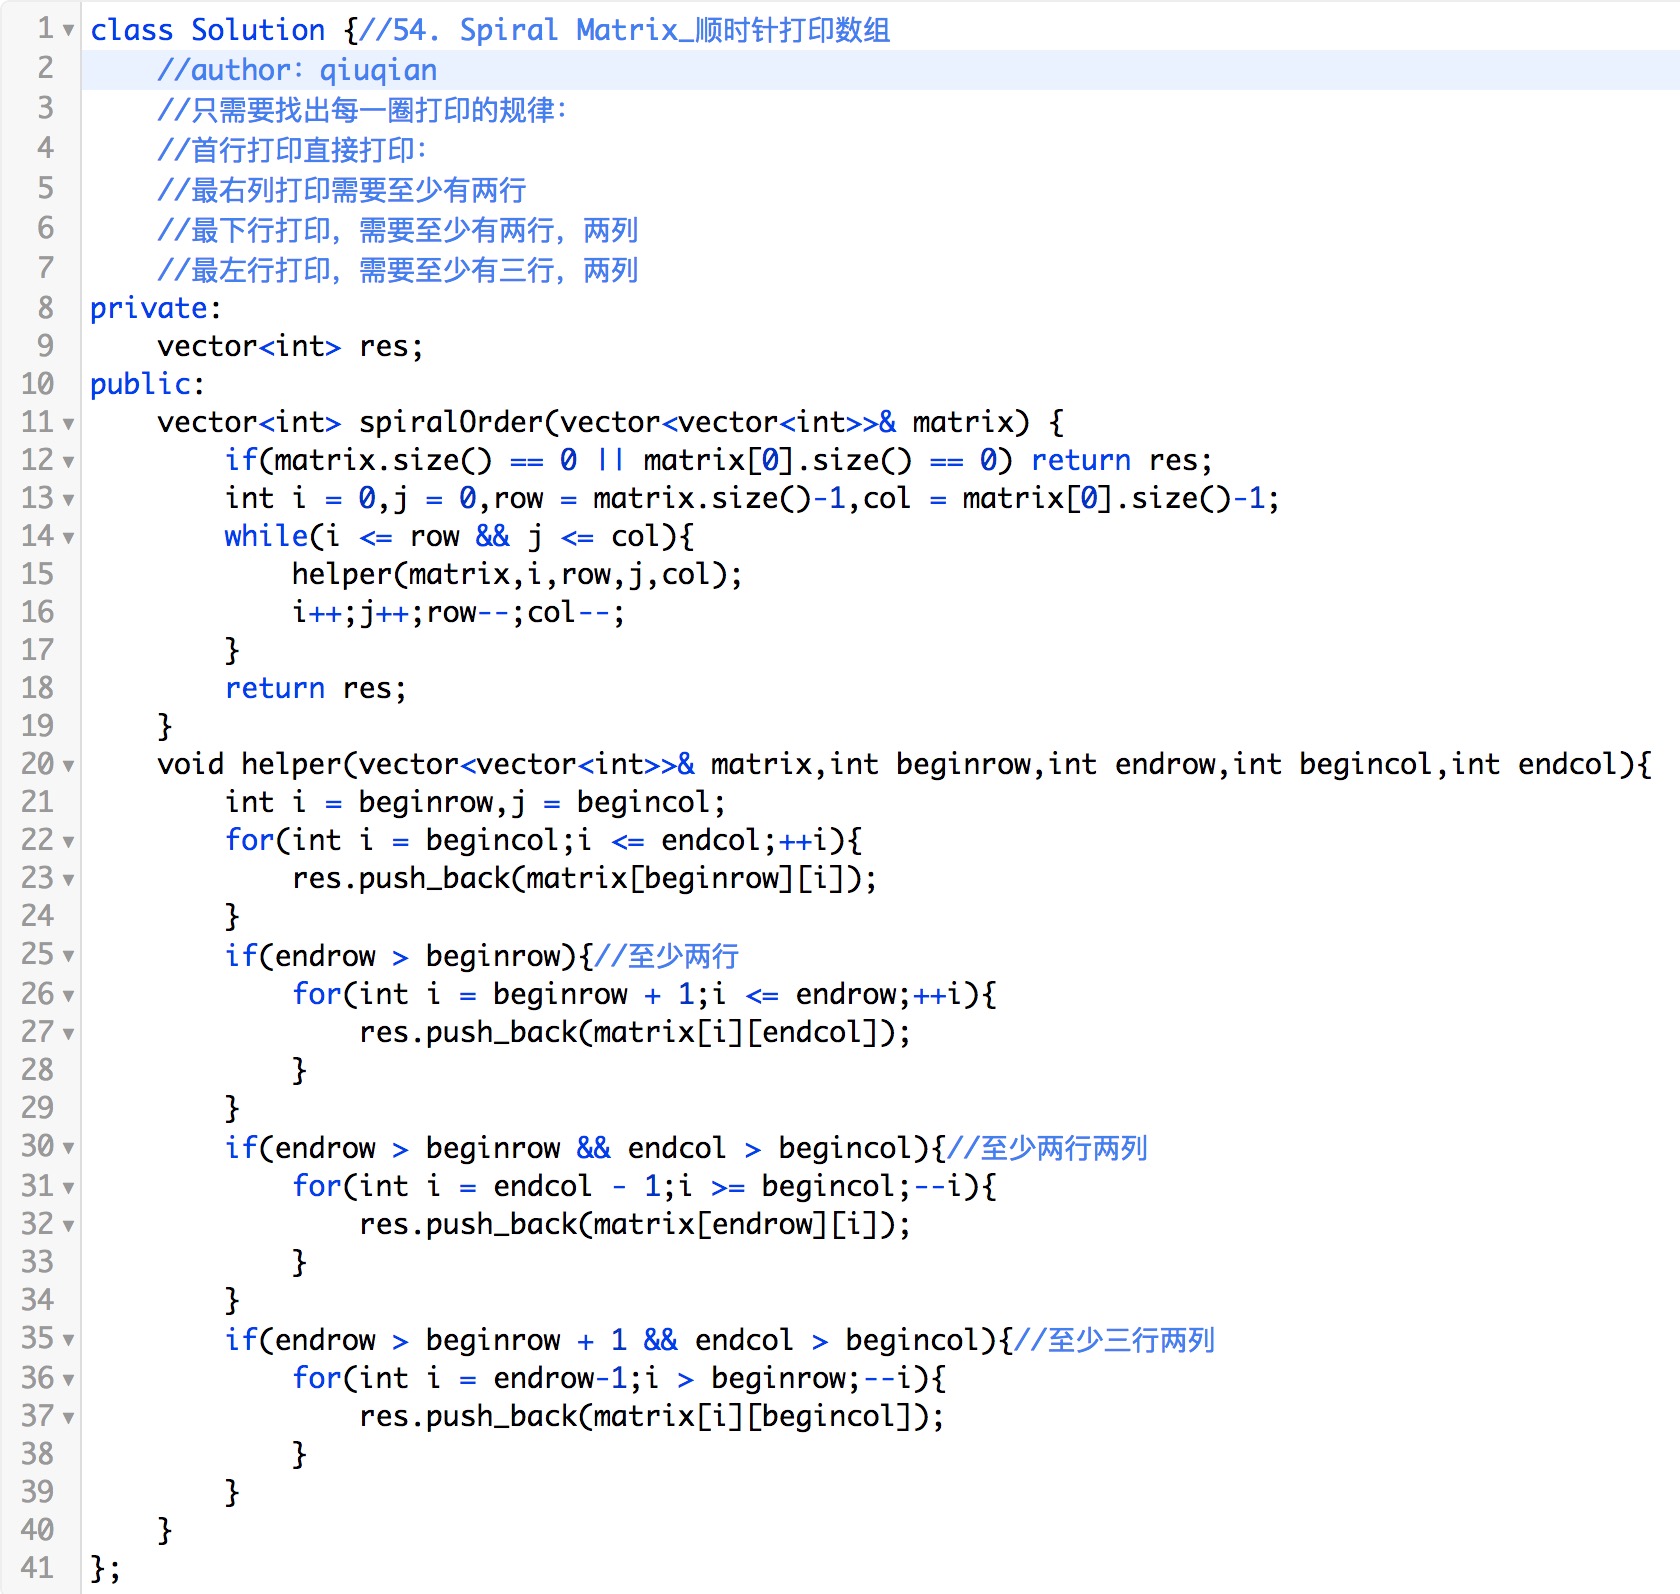 1 class Solution {//54. Spiral Matrix_顺时针打印数组
2     //author: qiuqian
3     //只需要找出每一圈打印的规律：
4     //首行打印直接打印：
5     //最右列打印需要至少有两行
6     //最下行打印，需要至少有两行，两列
7     //最左行打印，需要至少有三行，两列
8 private:
9     vector<int> res;
10 public:
11     vector<int> spiralOrder(vector<vector<int>>& matrix) {
12         if(matrix.size() == 0 || matrix[0].size() == 0) return res;
13         int i = 0,j = 0,row = matrix.size()-1,col = matrix[0].size()-1;
14         while(i <= row && j <= col){
15             helper(matrix,i,row,j,col);
16             i++;j++;row--;col--;
17         }
18         return res;
19     }
20     void helper(vector<vector<int>>& matrix,int beginrow,int endrow,int begincol,int endcol){
21         int i = beginrow,j = begincol;
22         for(int i = begincol;i <= endcol;++i){
23             res.push_back(matrix[beginrow][i]);
24         }
25         if(endrow > beginrow){//至少两行
26             for(int i = beginrow + 1;i <= endrow;++i){
27                 res.push_back(matrix[i][endcol]);
28             }
29         }
30         if(endrow > beginrow && endcol > begincol){//至少两行两列
31             for(int i = endcol - 1;i >= begincol;--i){
32                 res.push_back(matrix[endrow][i]);
33             }
34         }
35         if(endrow > beginrow + 1 && endcol > begincol){//至少三行两列
36             for(int i = endrow-1;i > beginrow;--i){
37                 res.push_back(matrix[i][begincol]);
38             }
39         }
40     }
41 };